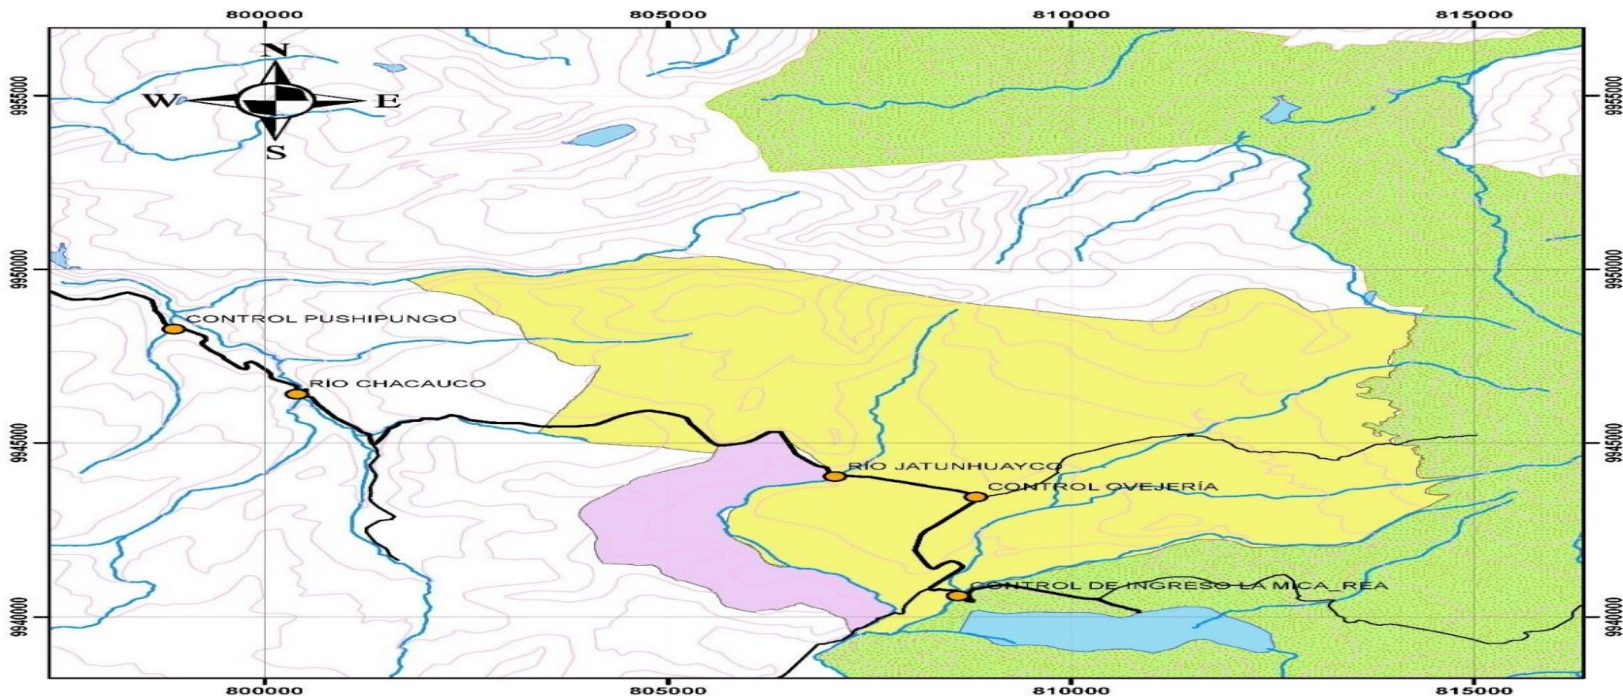 800000 805000 810000 815000
N
W E
S
9955000 9955000
9950000 9950000
CONTROL PUSHIPUNGO
RÍO CHACAUCO
9945000 9945000
RÍO JATUNHUAYCO
CONTROL OVEJERÍA
CONTROL DE INGRESO LA MICA_REA
9940000 9940000
800000 805000 810000 815000